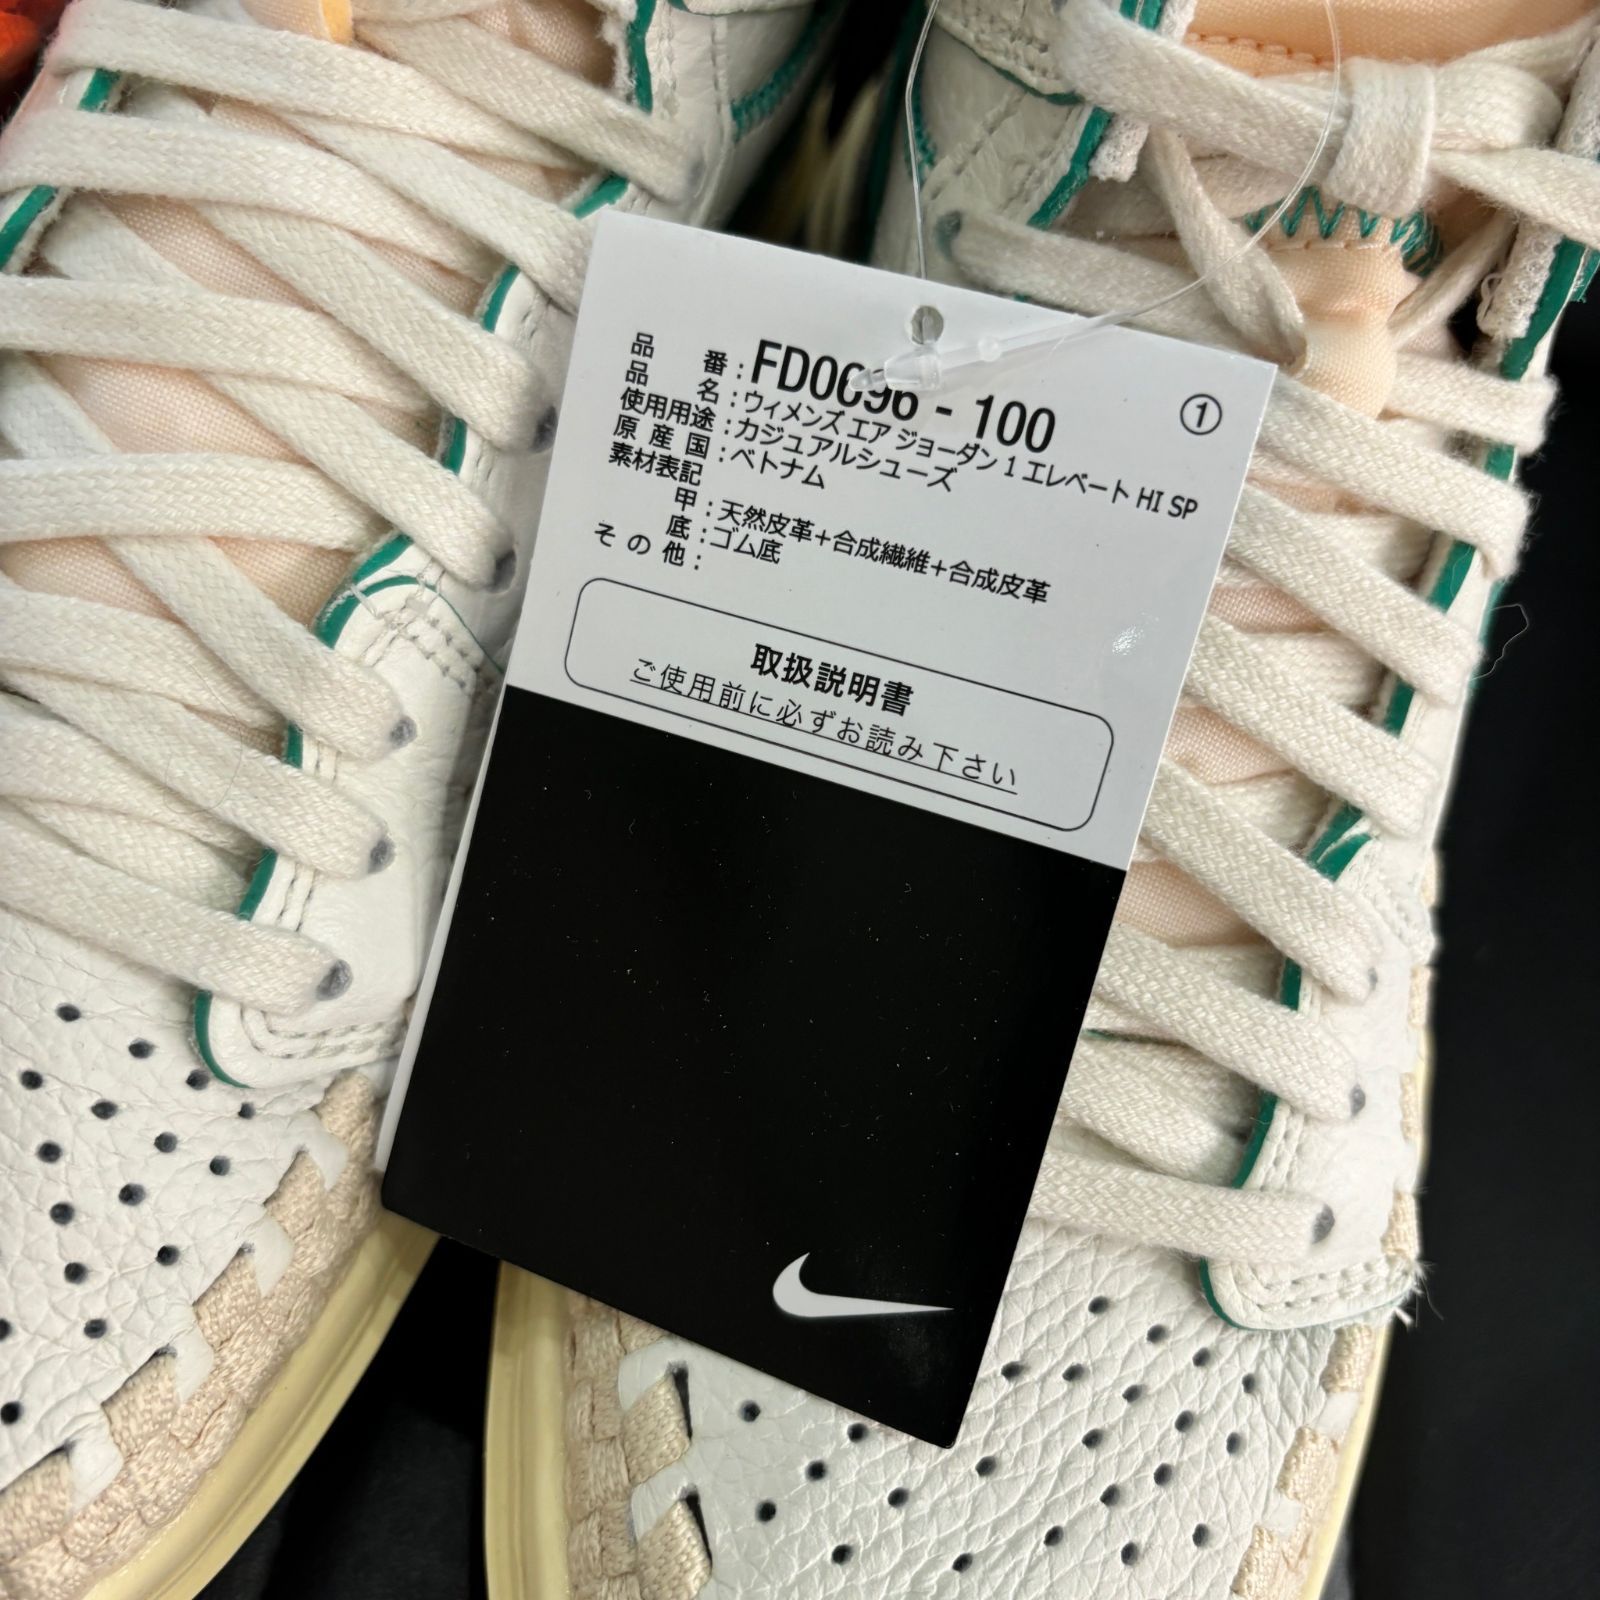 品 番：FD0696 - 100 ①
品 名：ウィメンズ エア ジョーダン 1 エレベート HI SP
使用用途：カジュアルシューズ
原 産 国：ベトナム
素材表記
甲：天然皮革＋合成繊維＋合成皮革
底：ゴム底
そ の 他：
取扱説明書
ご使用前に必ずお読み下さい